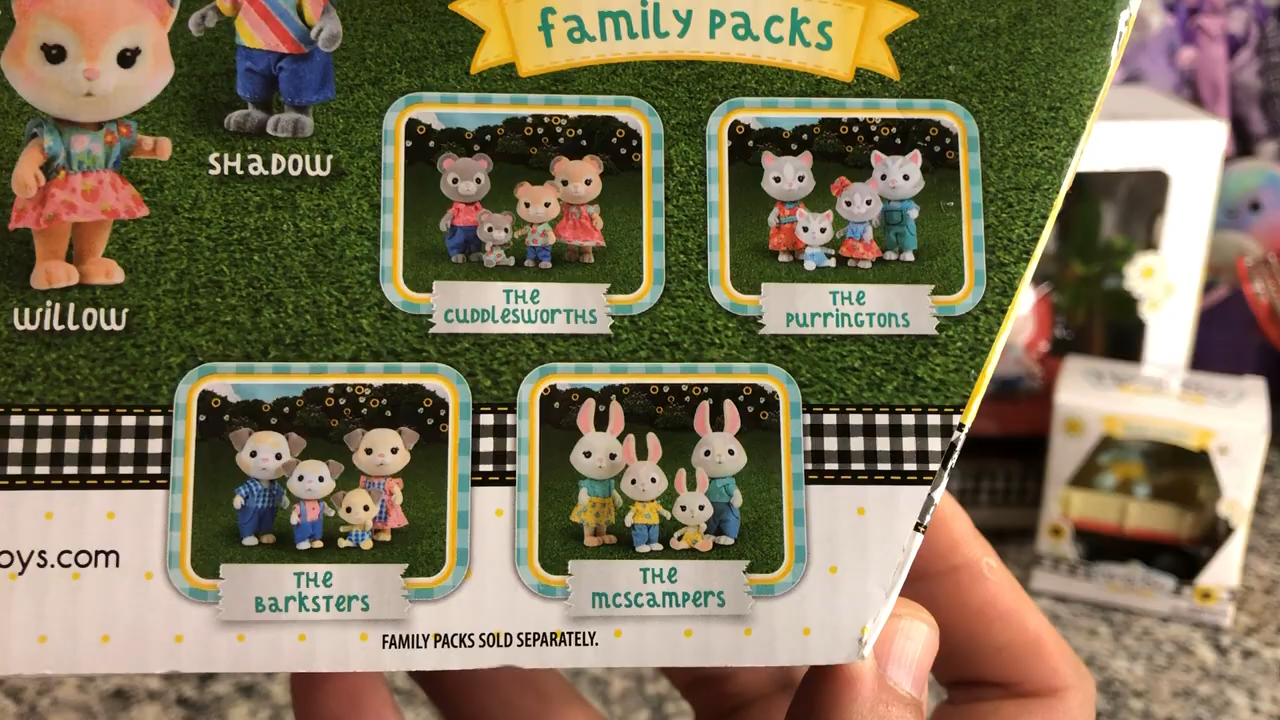 family packs
SHADOW
WILLOW
THE
CUDDLESWORTHS
THE
PURRINGTONS
THE
BARKSTERS
THE
MCSCAMPERS
oys.com
FAMILY PACKS SOLD SEPARATELY.